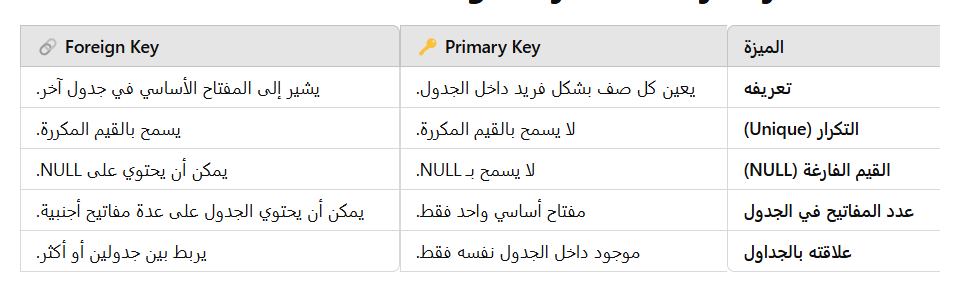 الميزة Primary Key Foreign Key
تعريفه يعين كل صف بشكل فريد داخل الجدول. يشير إلى المفتاح الأساسي في جدول آخر.
التكرار (Unique) لا يسمح بالقيم المكررة. يسمح بالقيم المكررة.
القيم الفارغة (NULL) لا يسمح بـ NULL. يمكن أن يحتوي على NULL.
عدد المفاتيح في الجدول مفتاح أساسي واحد فقط. يمكن أن يحتوي الجدول على عدة مفاتيح أجنبية.
علاقته بالجداول موجود داخل الجدول نفسه فقط. يربط بين جدولين أو أكثر.